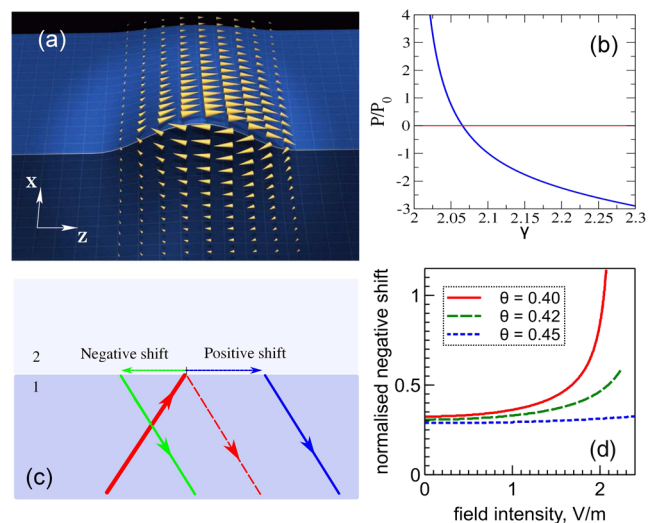 (a)
X
Z
(b)
P/P0
4
3
2
1
0
-1
-2
-3
2
2.05
2.1
2.15
2.2
2.25
2.3
γ
2
1
Negative shift
Positive shift
(c)
normalised negative shift
1
0.5
0
θ = 0.40
θ = 0.42
θ = 0.45
(d)
0
1
2
field intensity, V/m